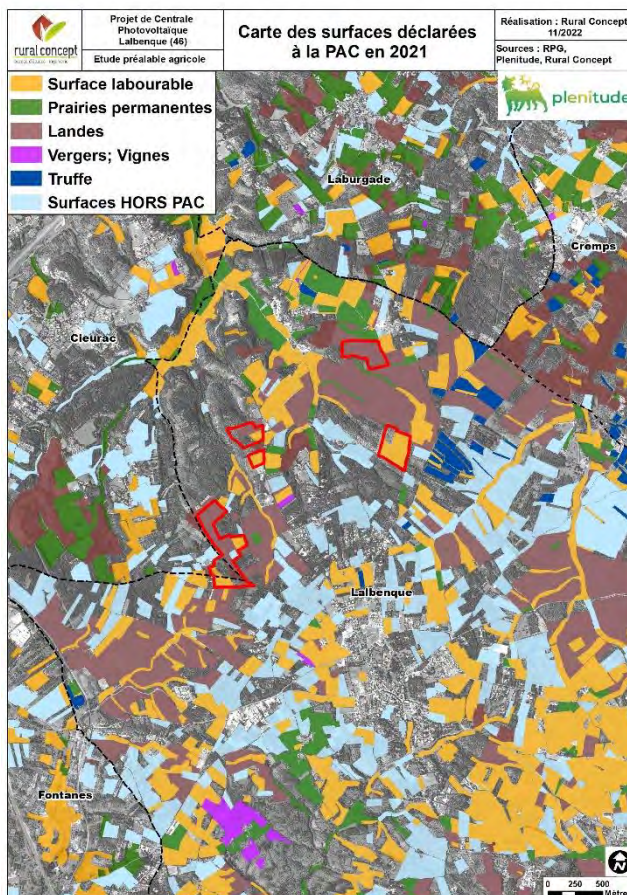 rural concept
Projet de Centrale
Photovoltaïque
Lalbenque (46)
Etude préalable agricole
Carte des surfaces déclarées
à la PAC en 2021
Réalisation : Rural Concept
11/2022
Sources : RPG,
Plenitude, Rural Concept
plenitude
Surface labourable
Prairies permanentes
Landes
Vergers; Vignes
Truffe
Surfaces HORS PAC
Laburgade
Cremps
Cieurac
Lalbenque
Fontanes
0 250 500
Mètres